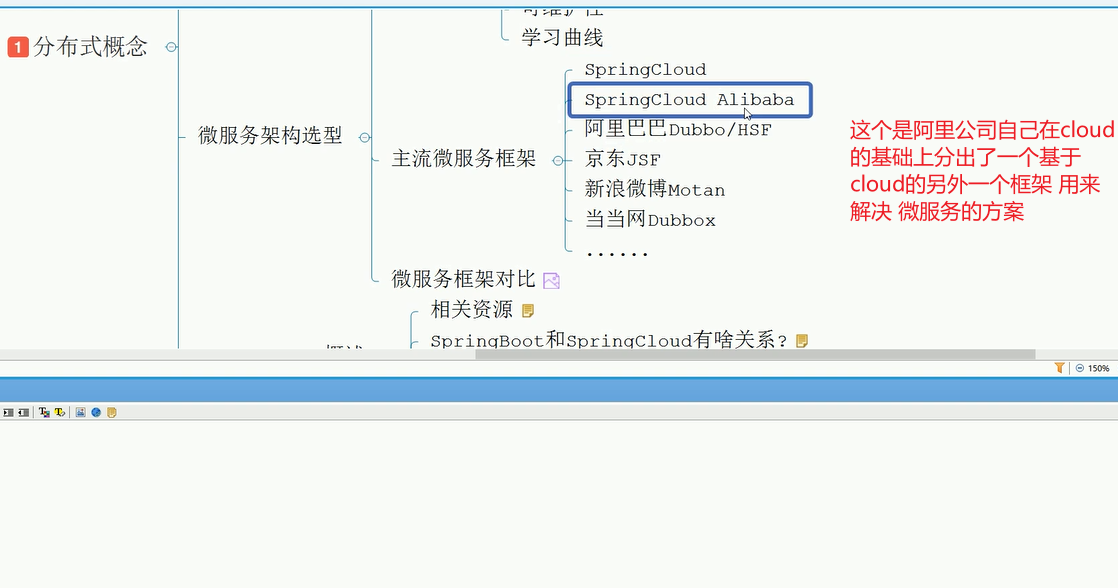 可维护性
学习曲线
1 分布式概念
SpringCloud
SpringCloud Alibaba
微服务架构选型
主流微服务框架
阿里巴巴Dubbo/HSF
京东JSF
新浪微博Motan
当当网Dubbox
......
这个是阿里公司自己在cloud
的基础上分出了一个基于
cloud的另外一个框架 用来
解决 微服务的方案
微服务框架对比
相关资源
概述
SpringBoot和SpringCloud有啥关系?
150%